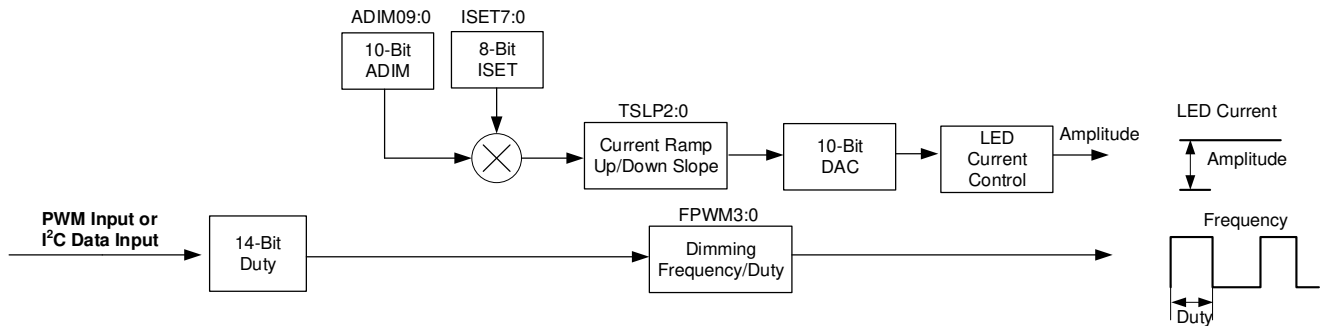 ADIM09:0
ISET7:0
10-Bit
ADIM
8-Bit
ISET
TSLP2:0
Current Ramp
Up/Down Slope
10-Bit
DAC
LED
Current
Control
Amplitude
LED Current
Amplitude
PWM Input or
I²C Data Input
14-Bit
Duty
FPWM3:0
Dimming
Frequency/Duty
Frequency
Duty